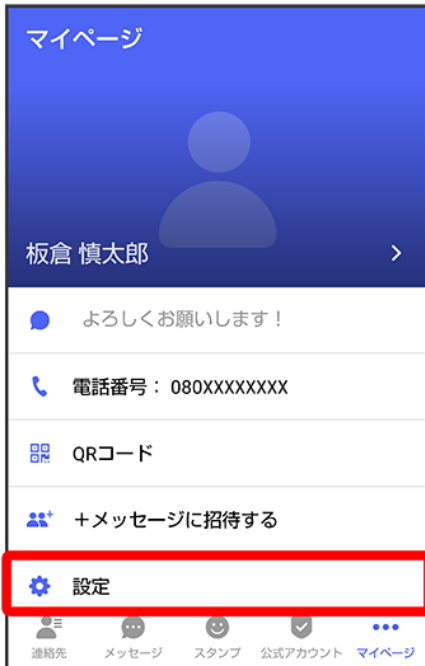 マイページ
板倉 慎太郎
よろしくお願いします！
電話番号： 080XXXXXXXX
QRコード
＋メッセージに招待する
設定
連絡先 メッセージ スタンプ 公式アカウント マイページ